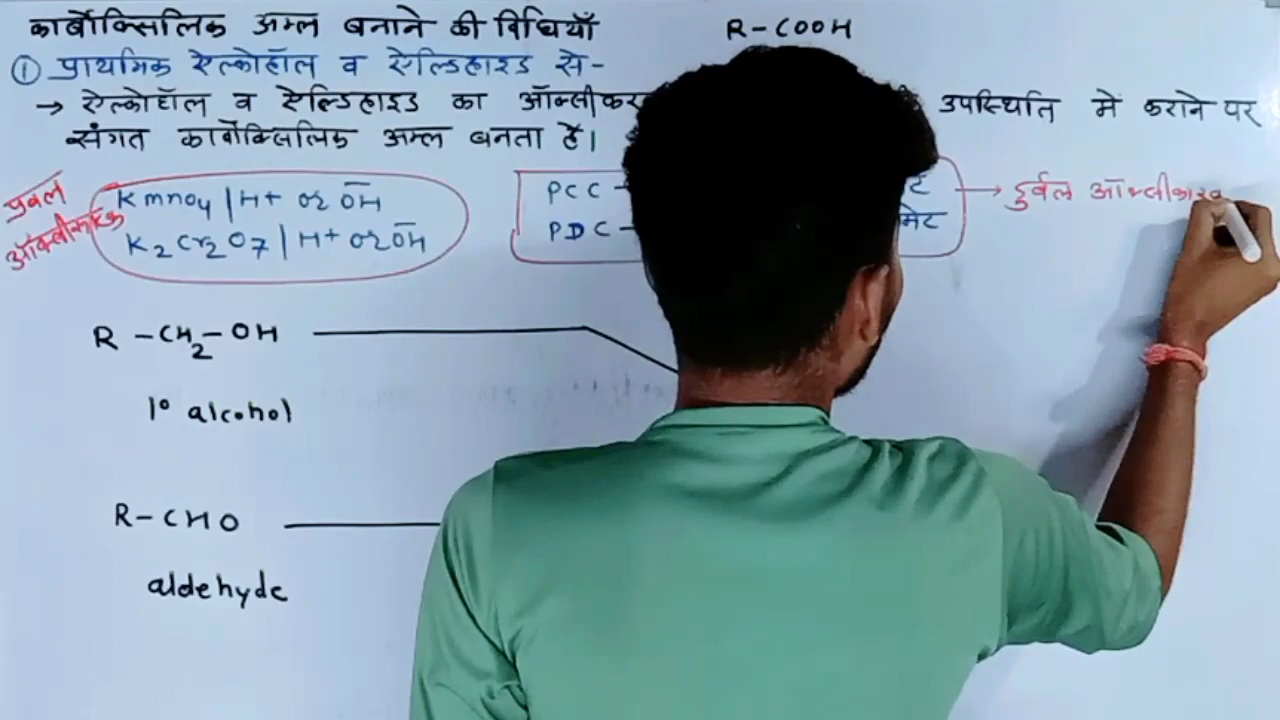 कार्बोक्सिलिक अम्ल बनाने की विधियाँ R-COOH
① प्राथमिक ऐल्कोहॉल व ऐल्डिहाइड से-
→ ऐल्कोहॉल व ऐल्डिहाइड का ऑक्सीकर उपस्थिति में कराने पर
संगत कार्बोक्सिलिक अम्ल बनता है।
प्रबल ऑक्सीकारक
Kmno4 | H+ or OH̄
K2Cr2O7 | H+ or OH̄
PCC -
PDC -
→ दुर्बल ऑक्सीकारक
R-CH2-OH
1° alcohol
R-CHO
aldehyde